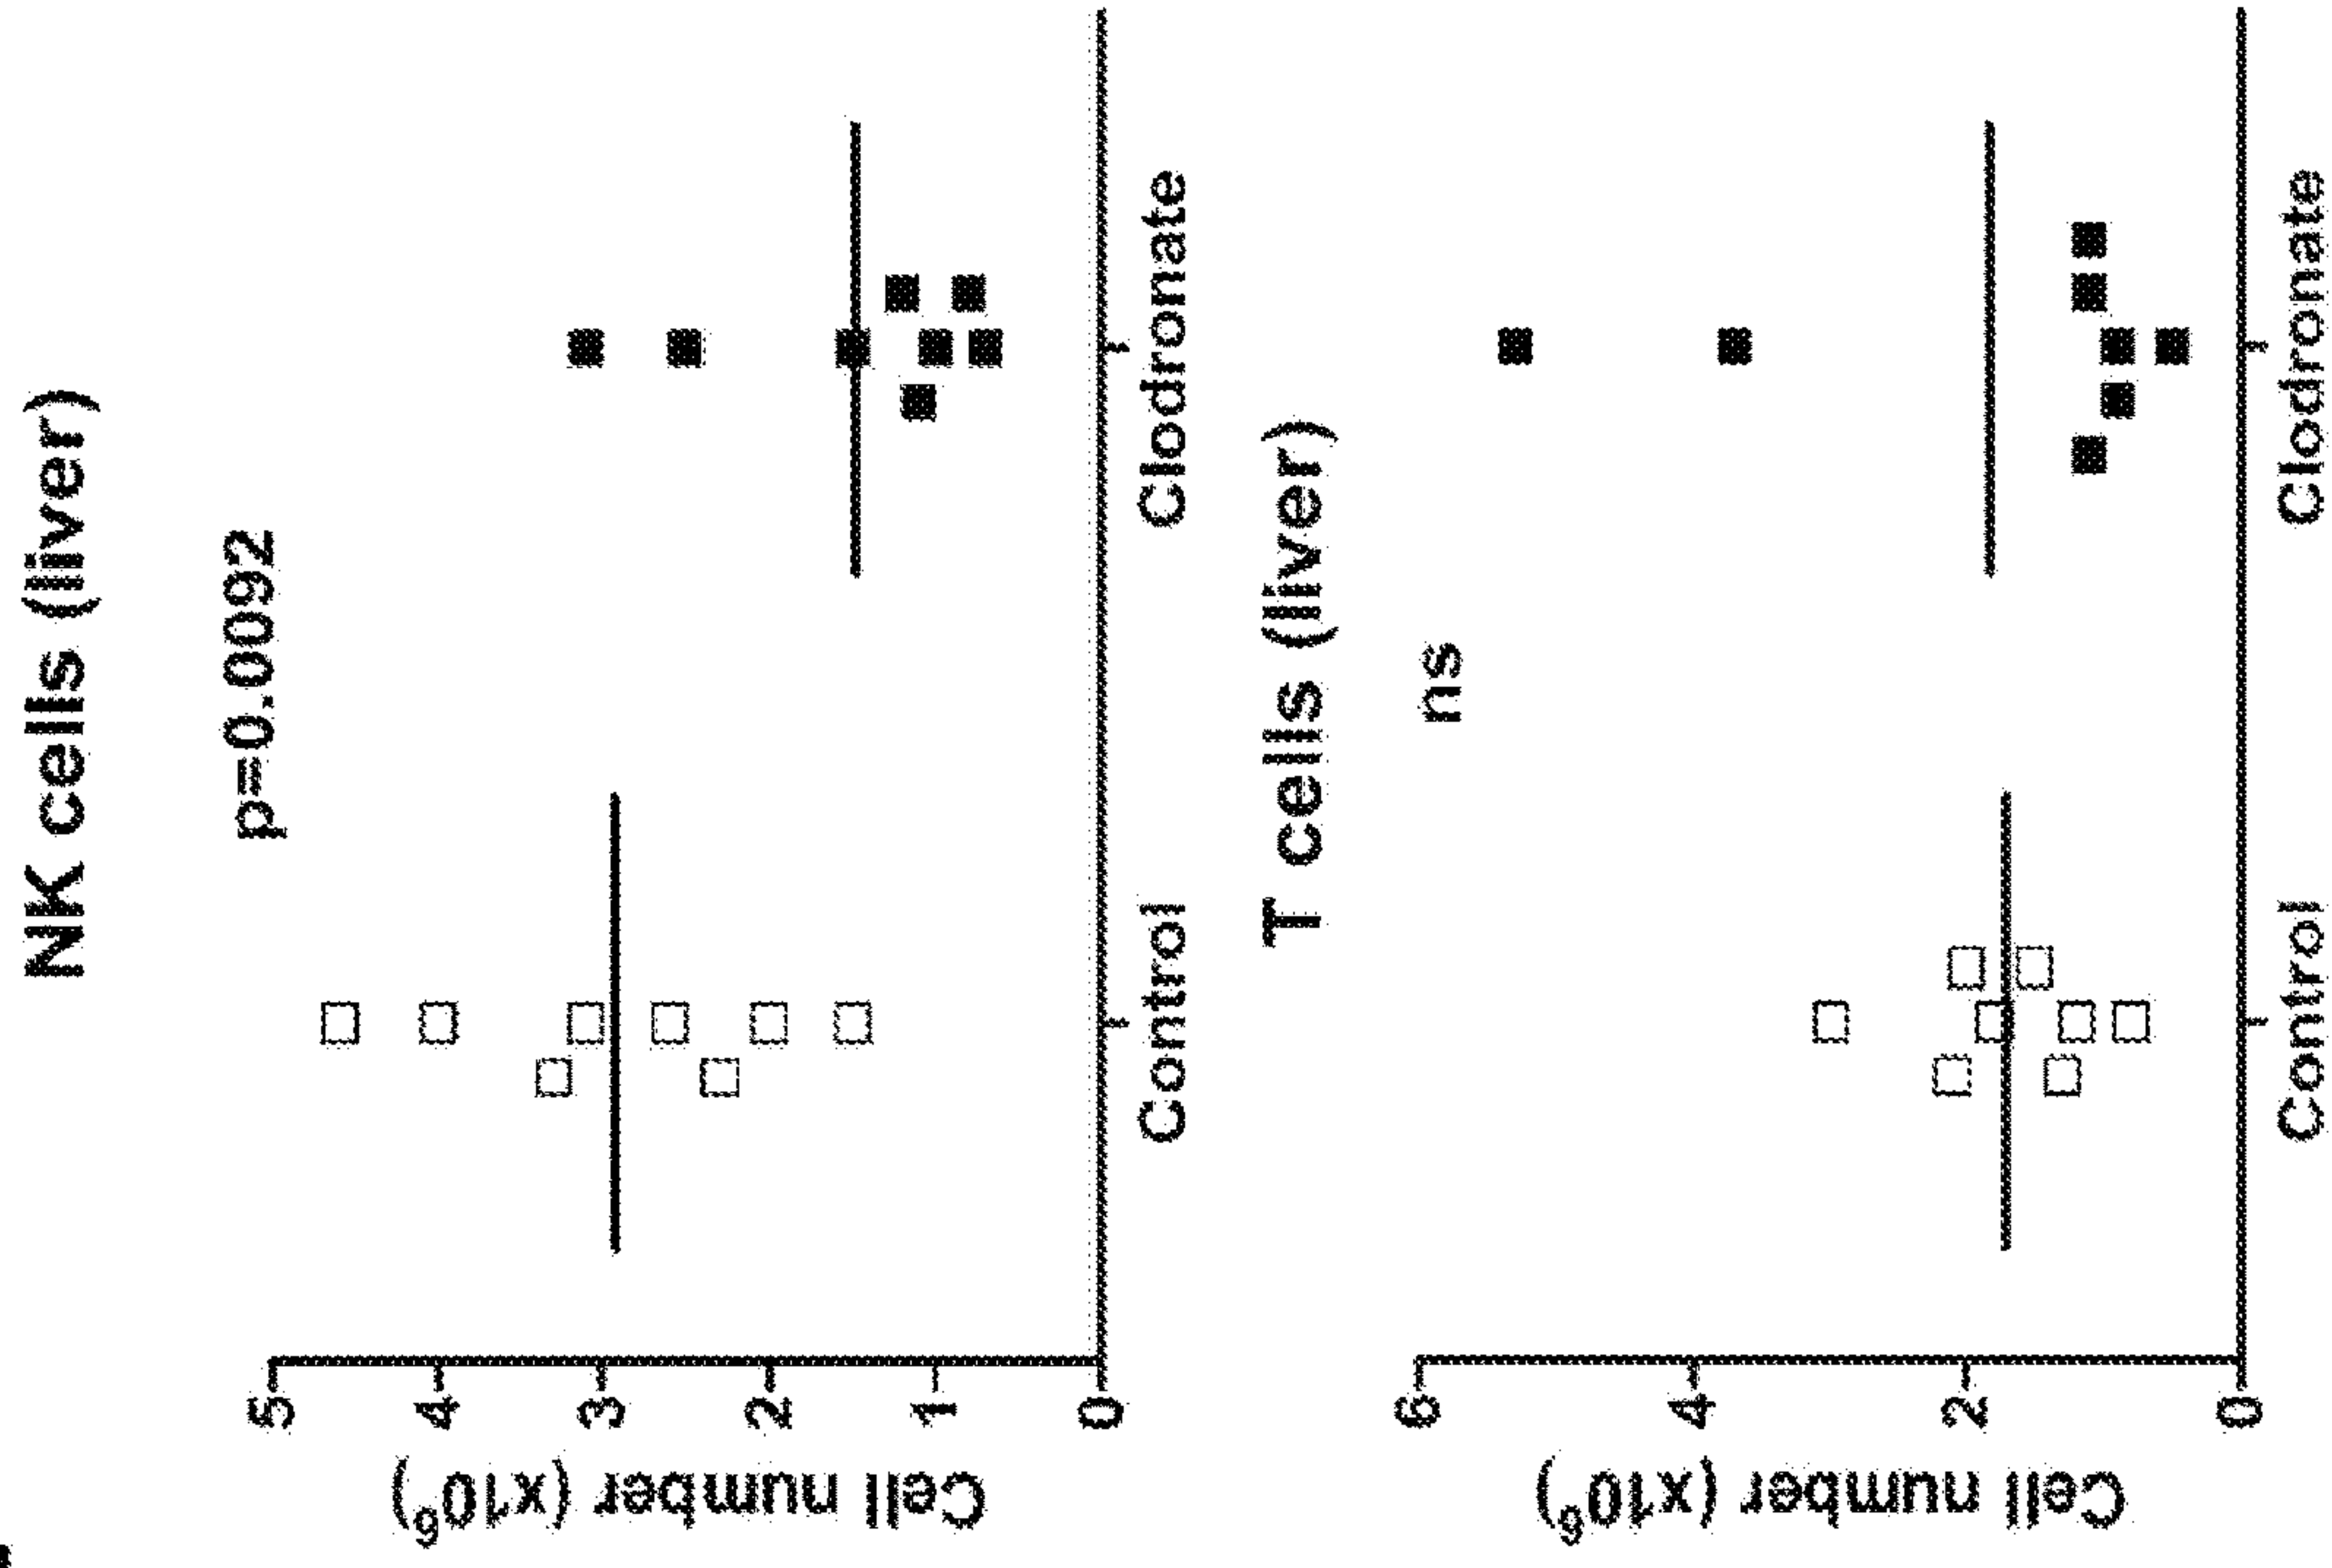 NK cells (liver)
p=0.0092
5
4
3
2
1
0
Cell number (x10⁶)
Control
Clodronate
T cells (liver)
ns
6
4
2
0
Cell number (x10⁶)
Control
Clodronate